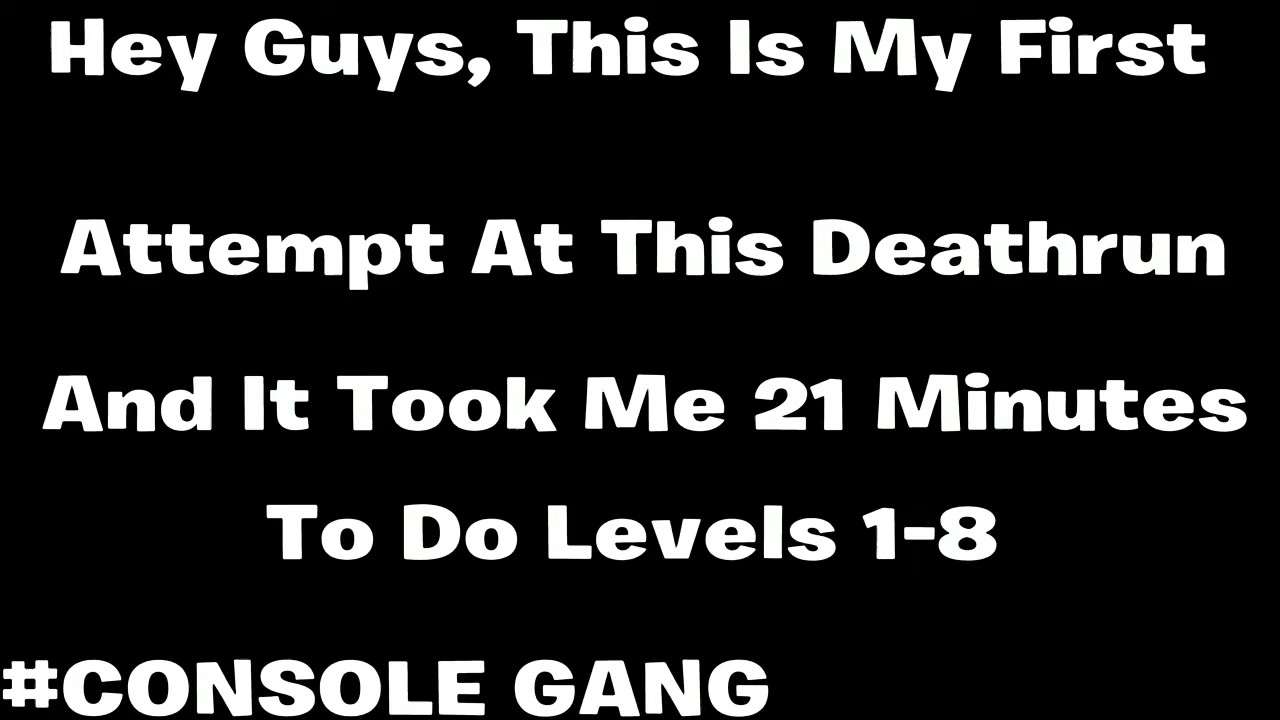 Hey Guys, This Is My First
Attempt At This Deathrun
And It Took Me 21 Minutes
To Do Levels 1-8
#CONSOLE GANG